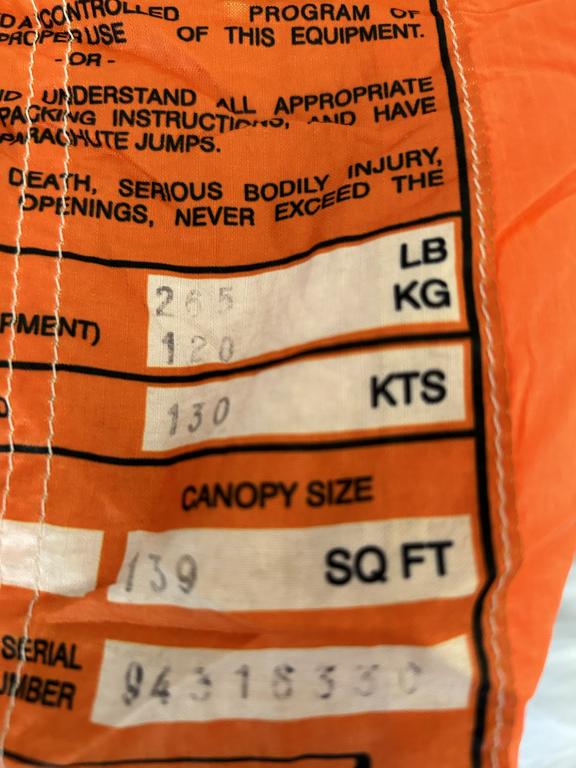 CONTROLLED PROGRAM OF
PROPER USE OF THIS EQUIPMENT.
- OR -
UNDERSTAND ALL APPROPRIATE
PACKING INSTRUCTIONS, AND HAVE
PARACHUTE JUMPS.
DEATH, SERIOUS BODILY INJURY,
OPENINGS, NEVER EXCEED THE
265 LB
120 KG
PMENT)
130 KTS
CANOPY SIZE
139 SQ FT
SERIAL
UMBER